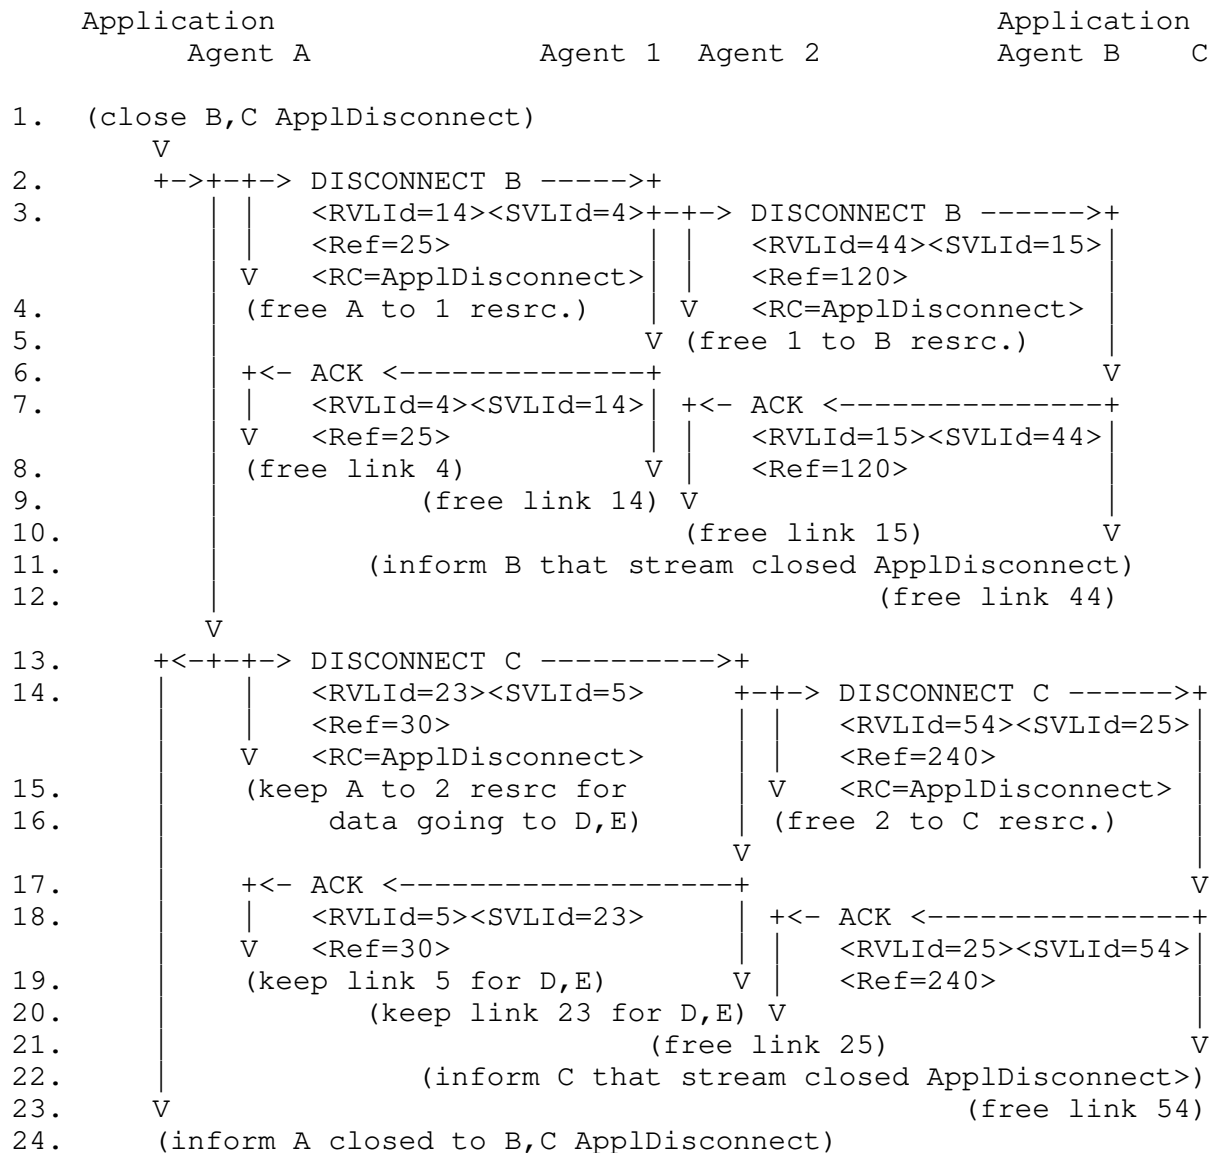 Application                                         Application
          Agent A             Agent 1  Agent 2          Agent B    C
1.   (close B,C ApplDisconnect)
        V
2.      +->+-+-> DISCONNECT B ----->+
3.         | |   <RVLId=14><SVLId=4>+-+-> DISCONNECT B ------>+
           | |   <Ref=25>           | |   <RVLId=44><SVLId=15>|
           | V   <RC=ApplDisconnect>| |   <Ref=120>           |
4.         | (free A to 1 resrc.)   | V   <RC=ApplDisconnect> |
5.         |                        V (free 1 to B resrc.)    |
6.         | +<- ACK <--------------+                         V
7.         | |   <RVLId=4><SVLId=14>| +<- ACK <---------------+
           | V   <Ref=25>           | |   <RVLId=15><SVLId=44>|
8.         | (free link 4)          V |   <Ref=120>           |
9.         |           (free link 14) V                       |
10.        |                          (free link 15)          V
11.        |        (inform B that stream closed ApplDisconnect)
12.        |                                     (free link 44)
           V
13.     +<-+-+-> DISCONNECT C ---------->+
14.     |    |   <RVLId=23><SVLId=5>     +-+-> DISCONNECT C ------>+
        |    |   <Ref=30>                | |   <RVLId=54><SVLId=25>|
        |    V   <RC=ApplDisconnect>     | |   <Ref=240>           |
15.     |    (keep A to 2 resrc for      | V   <RC=ApplDisconnect> |
16.     |         data going to D,E)     | (free 2 to C resrc.)    |
        |                                V                         |
17.     |    +<- ACK <-------------------+                         V
18.     |    |   <RVLId=5><SVLId=23>     | +<- ACK <---------------+
        |    V   <Ref=30>                | |   <RVLId=25><SVLId=54>|
19.     |    (keep link 5 for D,E)       V |   <Ref=240>           |
20.     |           (keep link 23 for D,E) V                       |
21.     |                           (free link 25)                 V
22.     |              (inform C that stream closed ApplDisconnect>)
23.     V                                             (free link 54)
24.     (inform A closed to B,C ApplDisconnect)